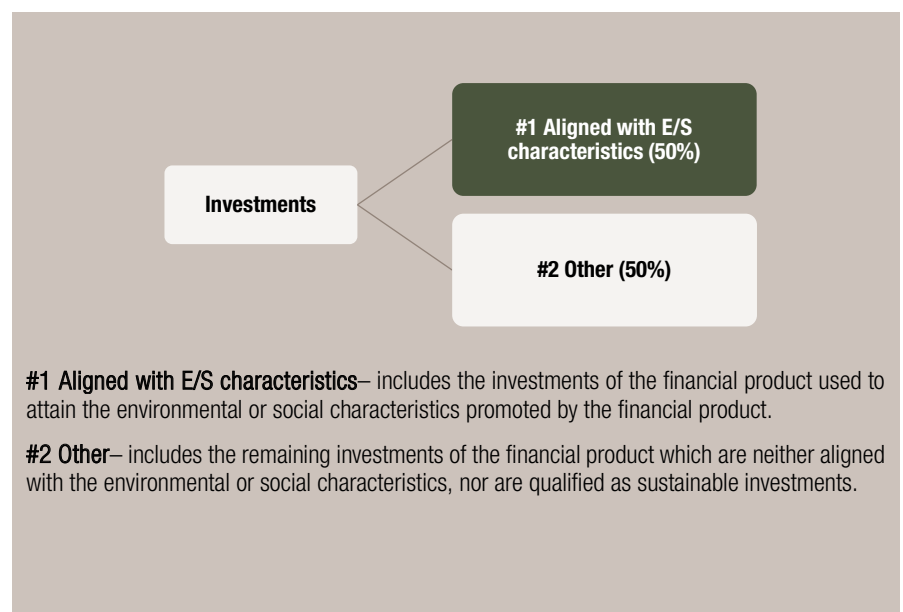 #1 Aligned with E/S
characteristics (50%)
Investments
#2 Other (50%)
#1 Aligned with E/S characteristics– includes the investments of the financial product used to
attain the environmental or social characteristics promoted by the financial product.
#2 Other– includes the remaining investments of the financial product which are neither aligned
with the environmental or social characteristics, nor are qualified as sustainable investments.